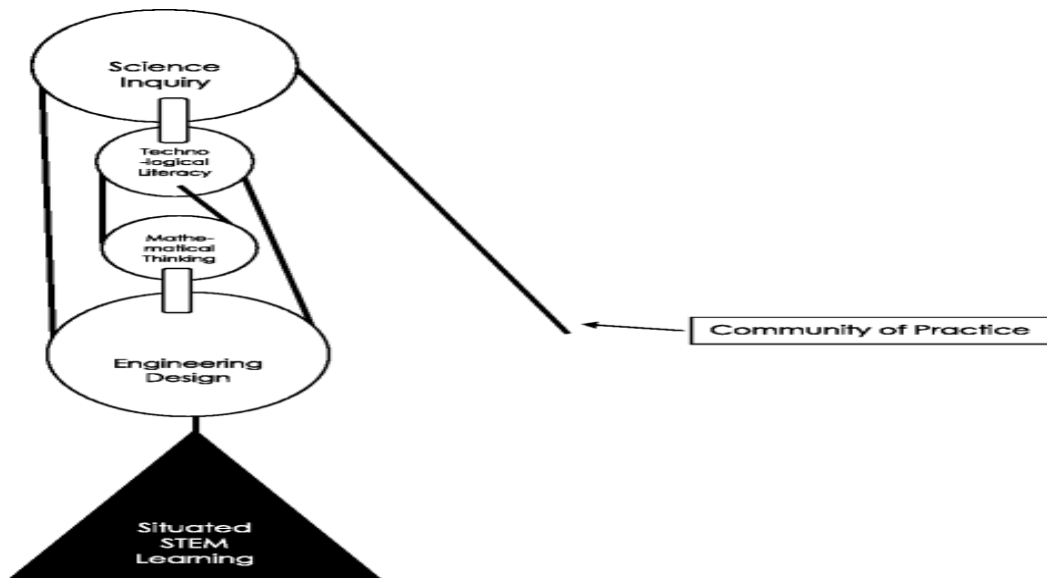 Science
Inquiry
Techno
-logical
Literacy
Mathe-
matical
Thinking
Engineering
Design
Community of Practice
Situated
STEM
Learning